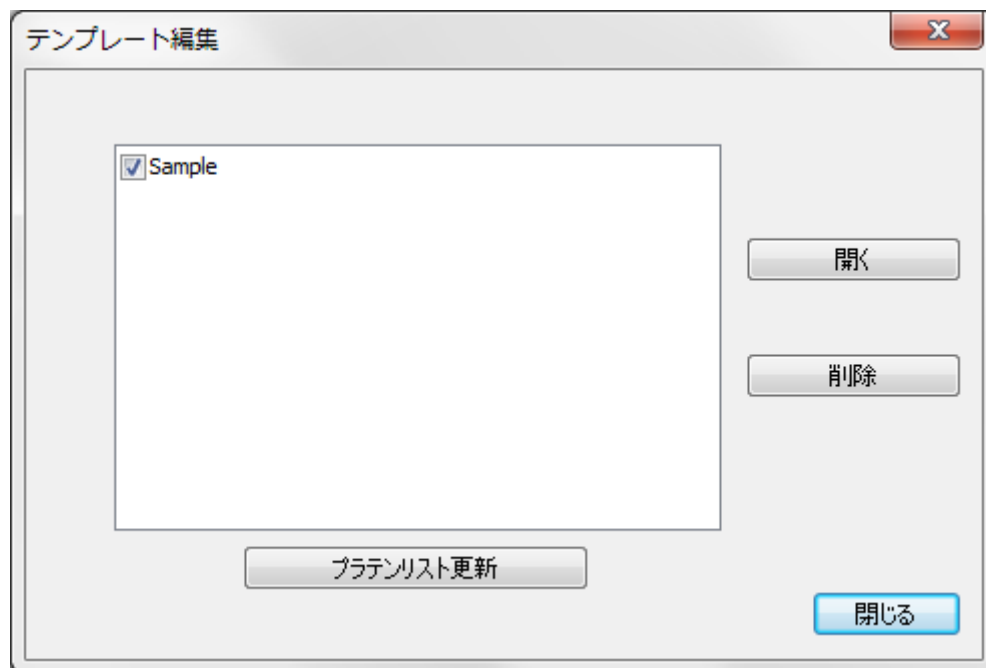 テンプレート編集
Sample
開く
削除
プラテンリスト更新
閉じる